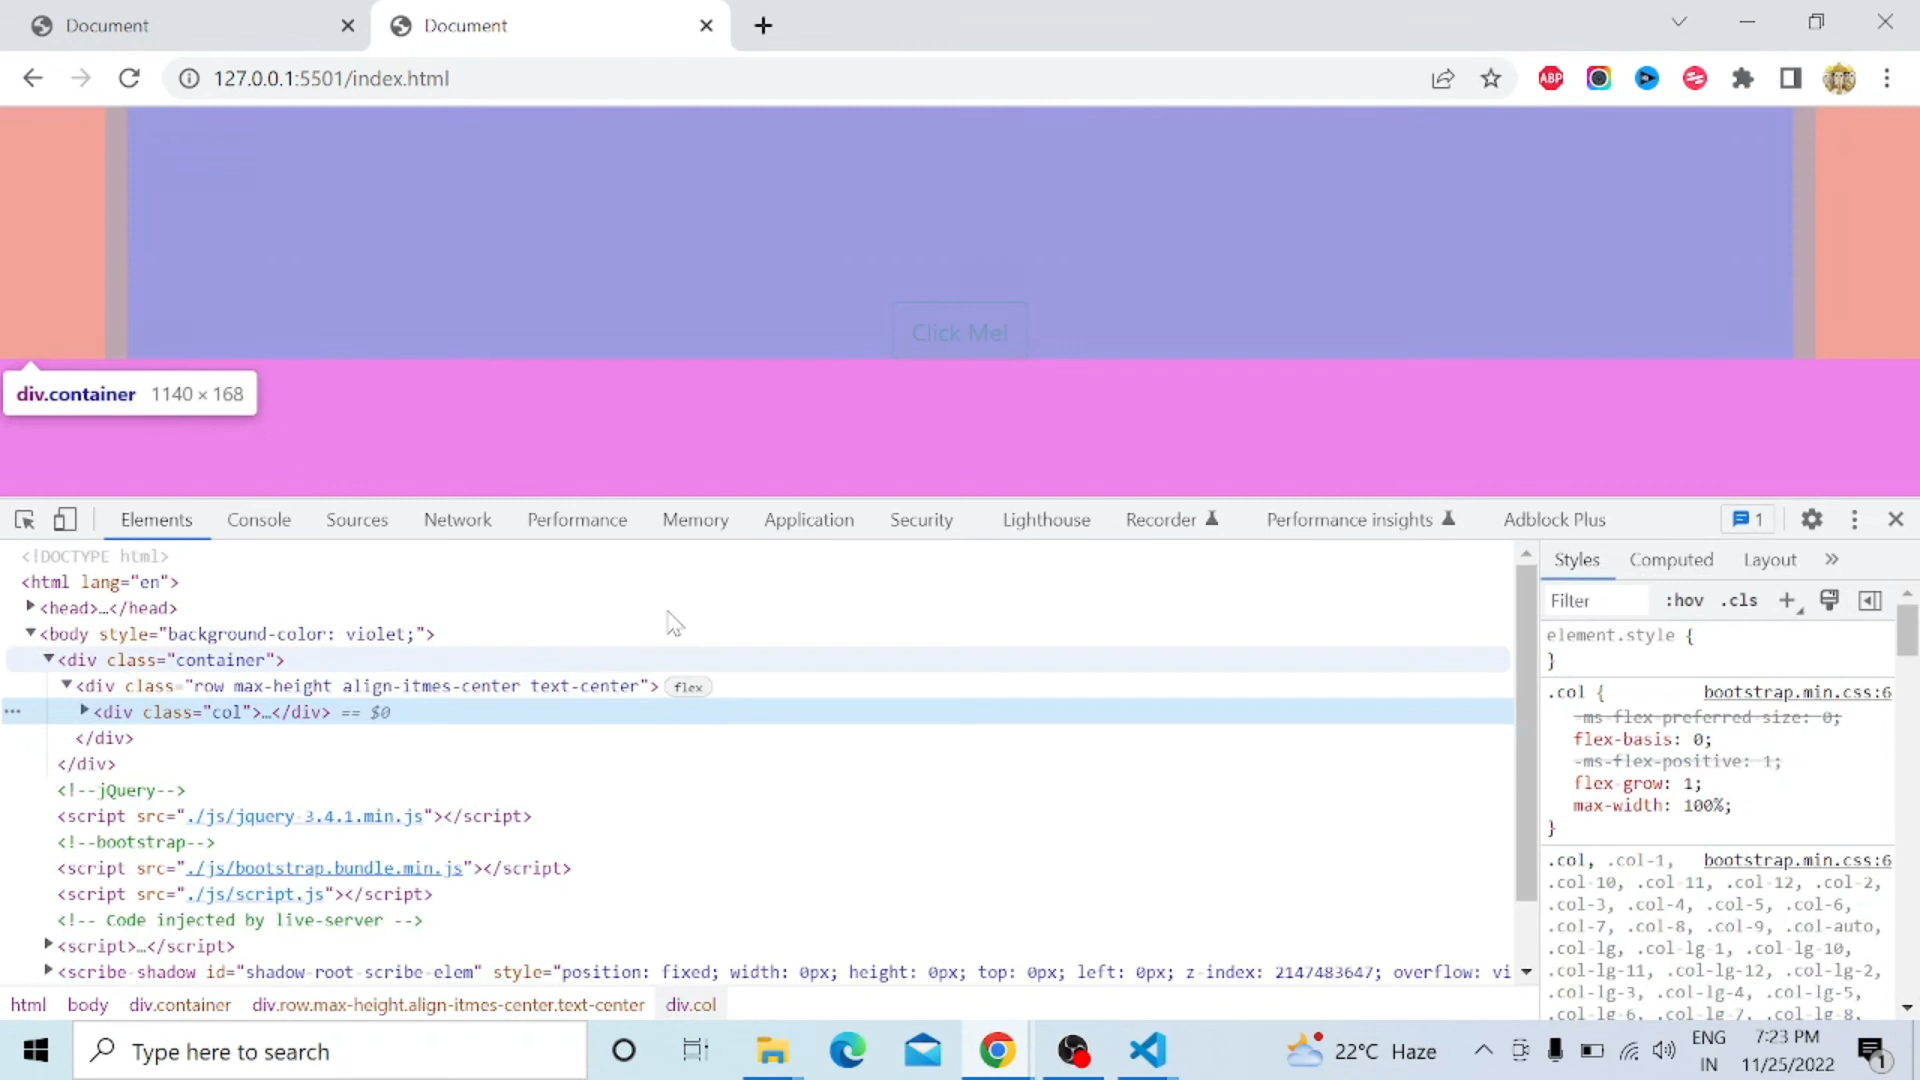 Document
Document
127.0.0.1:5501/index.html
ABP
Click Me!
div.container 1140 × 168
Elements Console Sources Network Performance Memory Application Security Lighthouse Recorder Performance insights Adblock Plus 1
<!DOCTYPE html>
<html lang="en">
<head>…</head>
<body style="background-color: violet;">
<div class="container">
<div class="row max-height align-itmes-center text-center"> flex
<div class="col">…</div> == $0
</div>
</div>
<!--jQuery-->
<script src="./js/jquery-3.4.1.min.js"></script>
<!--bootstrap-->
<script src="./js/bootstrap.bundle.min.js"></script>
<script src="./js/script.js"></script>
<!-- Code injected by live-server -->
<script>…</script>
<scribe-shadow id="shadow-root-scribe-elem" style="position: fixed; width: 0px; height: 0px; top: 0px; left: 0px; z-index: 2147483647; overflow: vi
html body div.container div.row.max-height.align-itmes-center.text-center div.col
Styles Computed Layout
Filter :hov .cls
element.style {
}
.col { bootstrap.min.css:6
-ms-flex-preferred-size: 0;
flex-basis: 0;
-ms-flex-positive: 1;
flex-grow: 1;
max-width: 100%;
}
.col, .col-1, bootstrap.min.css:6
.col-10, .col-11, .col-12, .col-2,
.col-3, .col-4, .col-5, .col-6,
.col-7, .col-8, .col-9, .col-auto,
.col-lg, .col-lg-1, .col-lg-10,
.col-lg-11, .col-lg-12, .col-lg-2,
.col-lg-3, .col-lg-4, .col-lg-5,
.col-lg-6, .col-lg-7, .col-lg-8,
Type here to search
22°C Haze
ENG
IN
7:23 PM
11/25/2022
1